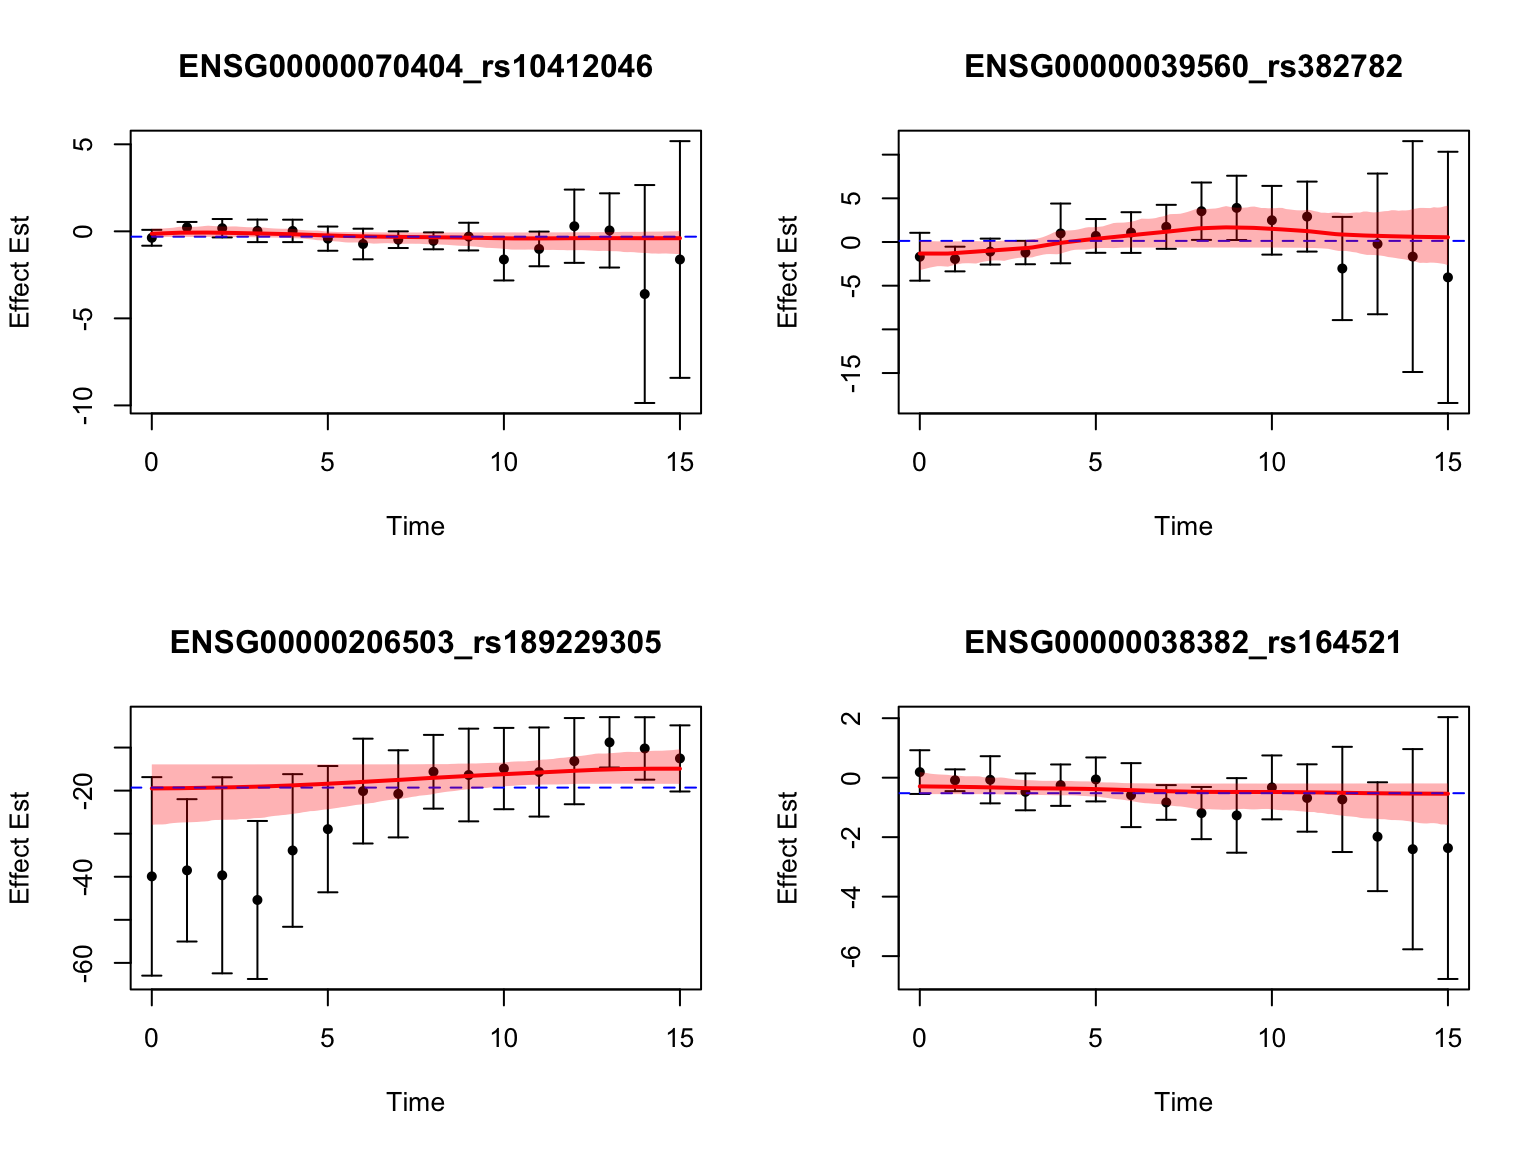 ENSG00000070404_rs10412046
Effect Est
5
0
-5
-10
0 5 10 15
Time
ENSG00000039560_rs382782
Effect Est
5
0
-5
-15
0 5 10 15
Time
ENSG00000206503_rs189229305
Effect Est
-20
-40
-60
0 5 10 15
Time
ENSG00000038382_rs164521
Effect Est
2
0
-2
-4
-6
0 5 10 15
Time